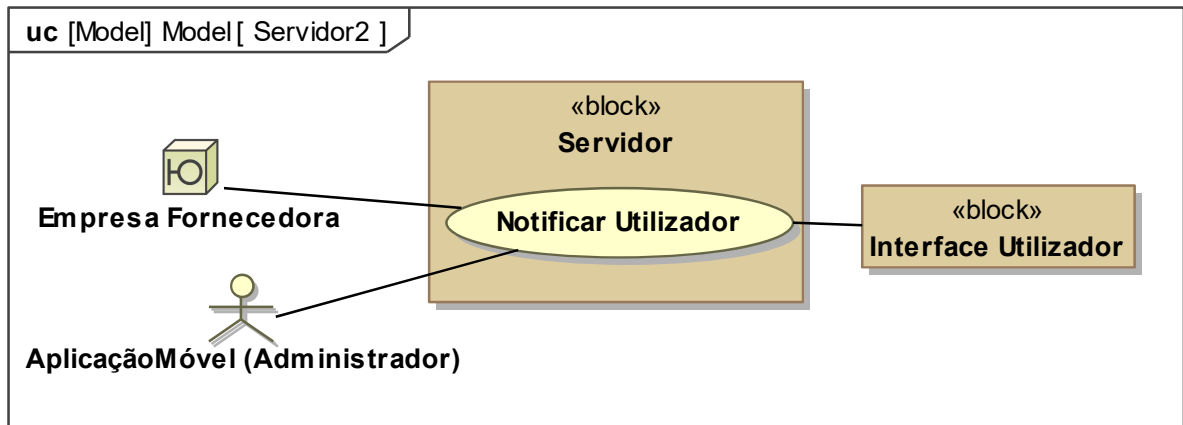 uc [Model] Model [ Servidor2 ]
«block»
Servidor
Empresa Fornecedora
Notificar Utilizador
«block»
Interface Utilizador
AplicaçãoMóvel (Administrador)